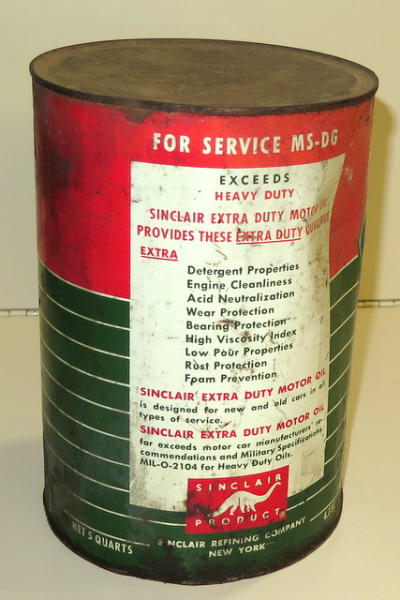 FOR SERVICE MS-DG
EXCEEDS
HEAVY DUTY
SINCLAIR EXTRA DUTY MOTOR OIL
PROVIDES THESE EXTRA DUTY
EXTRA
Detergent Properties
Engine Cleanliness
Acid Neutralization
Wear Protection
Bearing Protection
High Viscosity Index
Low Pour Properties
Rust Protection
Foam Prevention
SINCLAIR EXTRA DUTY MOTOR OIL
is designed for new and old cars in all
types of service.
SINCLAIR EXTRA DUTY MOTOR OIL
far exceeds motor car manufacturers' re-
commendations and Military Specifications
MIL-O-2104 for Heavy Duty Oils.
SINCLAIR
PRODUCT
NET 5 QUARTS
SINCLAIR REFINING COMPANY
NEW YORK